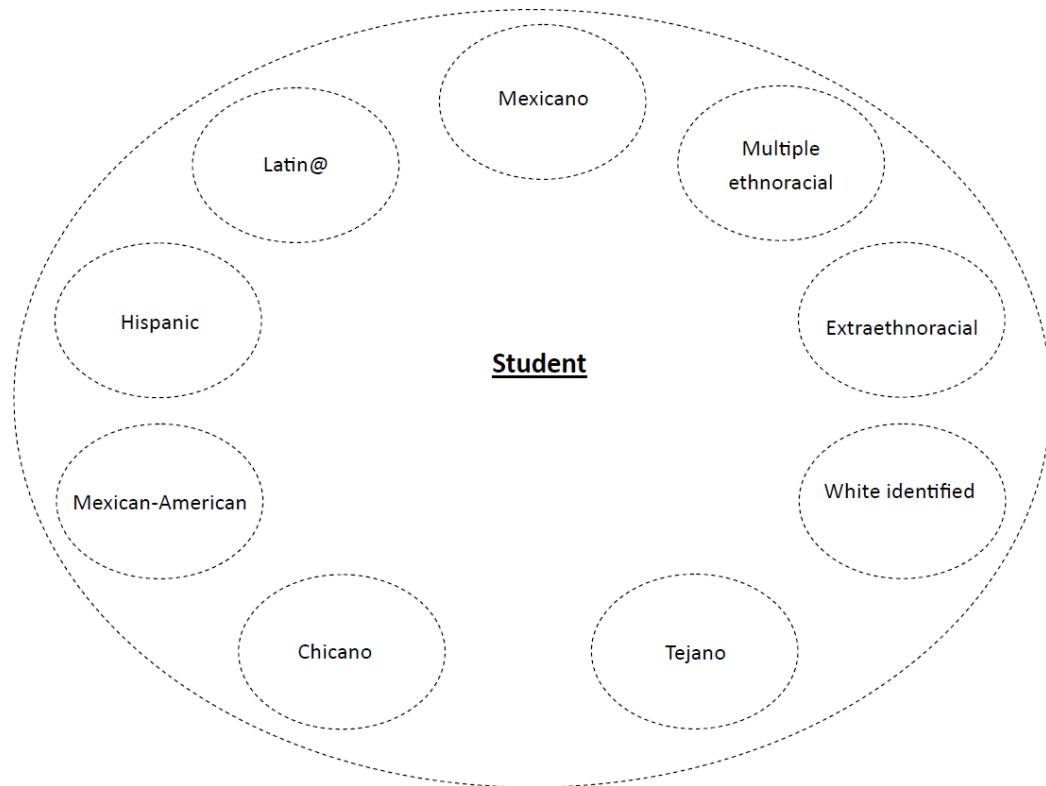 Mexicano
Latin@
Multiple
ethnoracial
Hispanic
Extraethnoracial
Student
Mexican-American
White identified
Chicano
Tejano